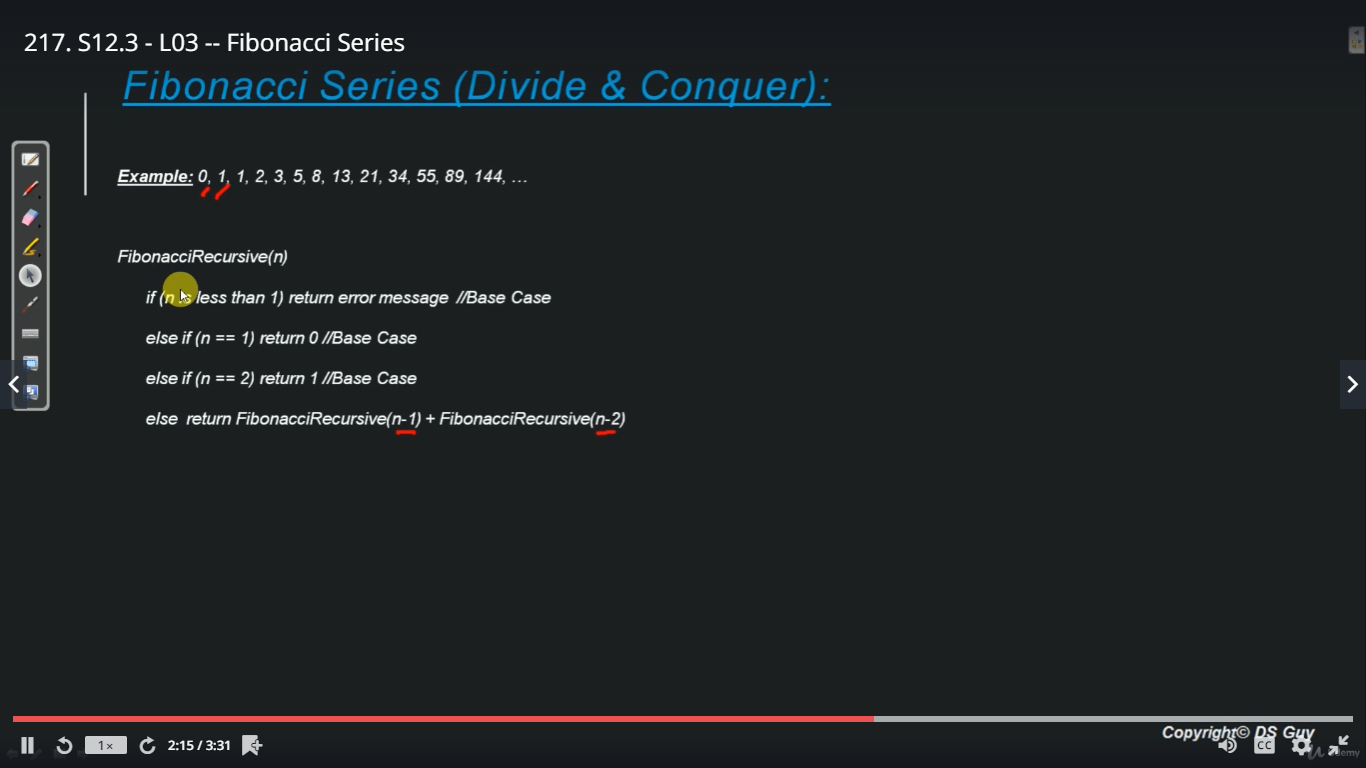 217. S12.3 - L03 -- Fibonacci Series
Fibonacci Series (Divide & Conquer):
Example: 0, 1, 1, 2, 3, 5, 8, 13, 21, 34, 55, 89, 144, ...
FibonacciRecursive(n)
if (n is less than 1) return error message //Base Case
else if (n == 1) return 0 //Base Case
else if (n == 2) return 1 //Base Case
else return FibonacciRecursive(n-1) + FibonacciRecursive(n-2)
Copyright© DS Guy
1× 2:15 / 3:31 CC